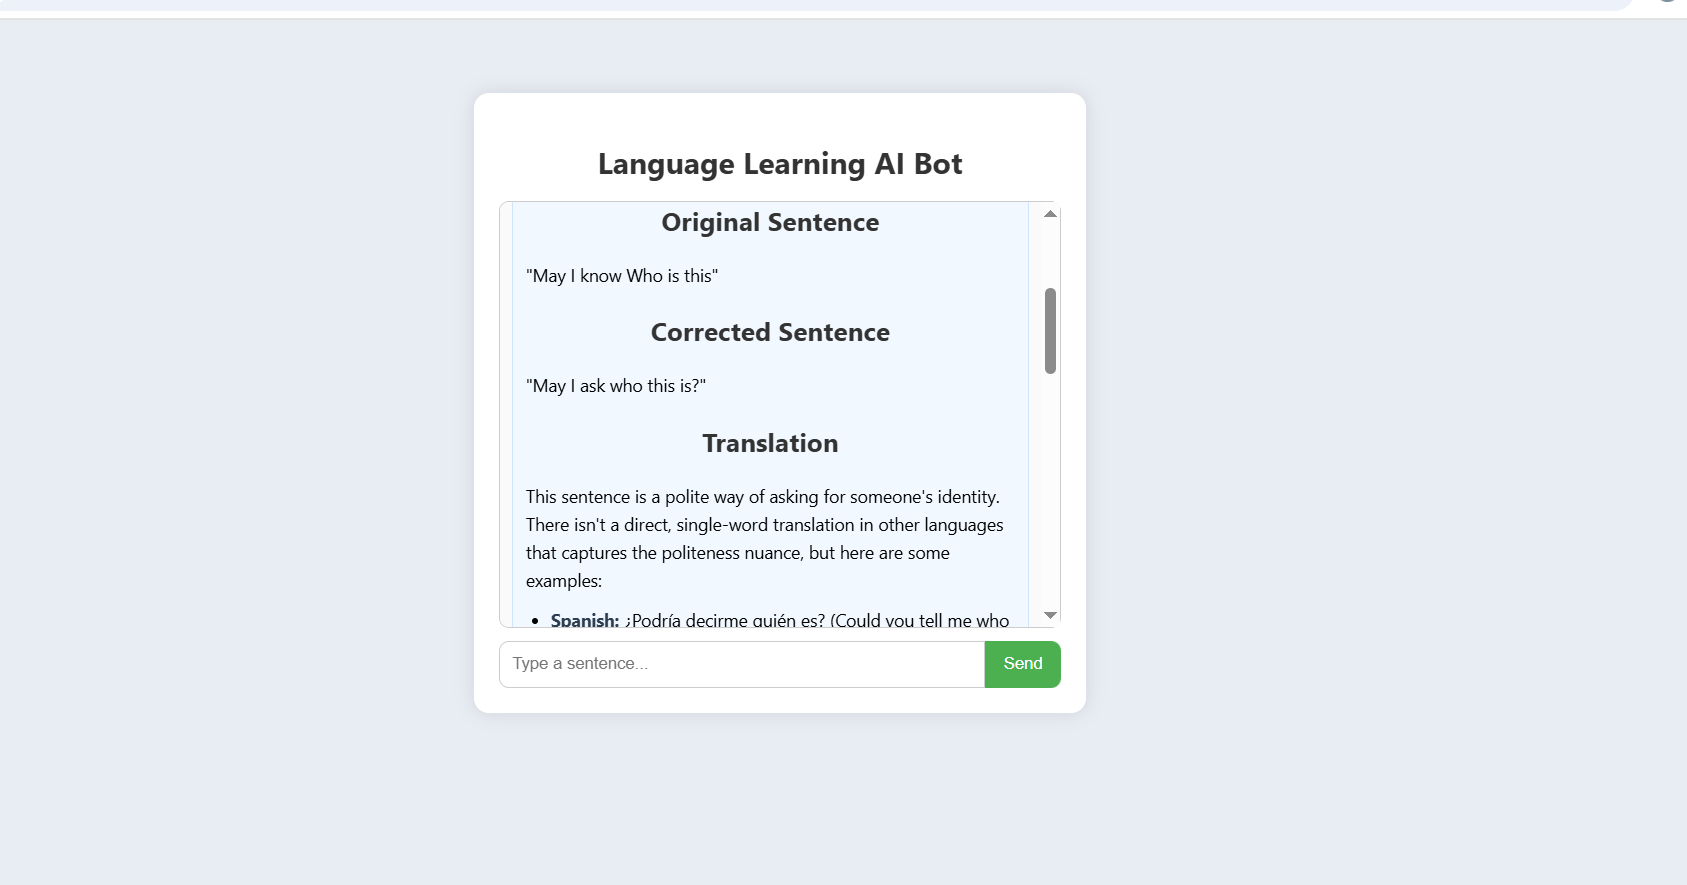 Language Learning AI Bot
Original Sentence
"May I know Who is this"
Corrected Sentence
"May I ask who this is?"
Translation
This sentence is a polite way of asking for someone's identity.
There isn't a direct, single-word translation in other languages
that captures the politeness nuance, but here are some
examples:
• Spanish: ¿Podría decirme quién es? (Could you tell me who
Type a sentence...
Send